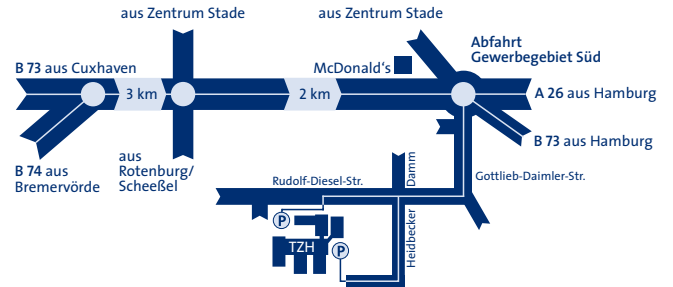 aus Zentrum Stade
aus Zentrum Stade
Abfahrt
Gewerbegebiet Süd
B 73 aus Cuxhaven
McDonald‘s
3 km
2 km
A 26 aus Hamburg
B 73 aus Hamburg
B 74 aus
Bremervörde
aus
Rotenburg/
Scheeßel
Rudolf-Diesel-Str.
Heidbecker Damm
Gottlieb-Daimler-Str.
P
TZH
P